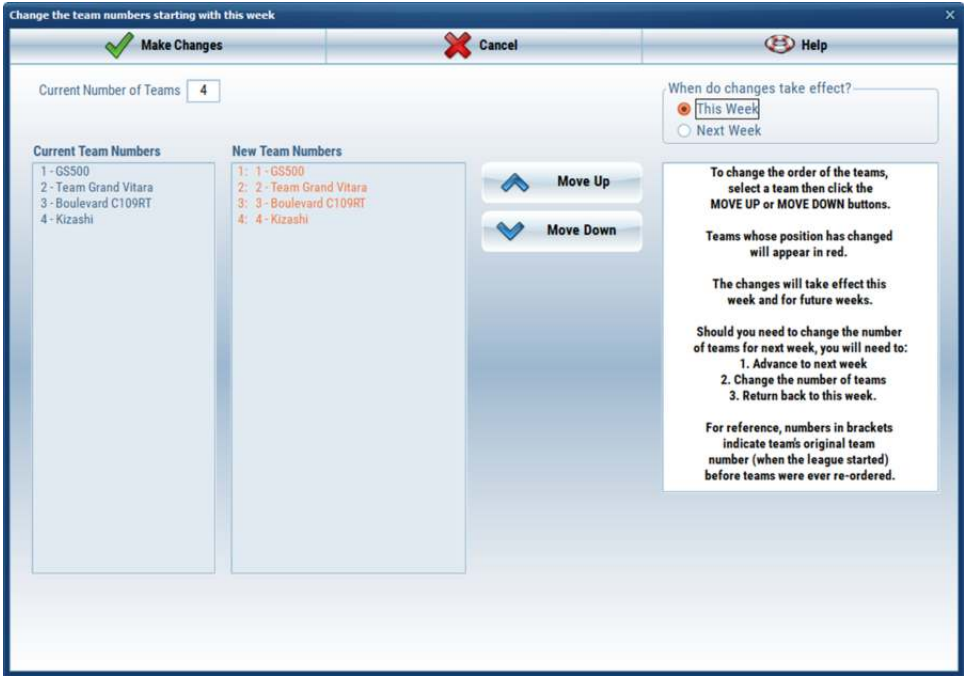 Change the team numbers starting with this week
Make Changes
Cancel
Help
Current Number of Teams 4
When do changes take effect?
This Week
Next Week
Current Team Numbers
1 - GS500
2 - Team Grand Vitara
3 - Boulevard C109RT
4 - Kizashi
New Team Numbers
1: 1 - GS500
2: 2 - Team Grand Vitara
3: 3 - Boulevard C109RT
4: 4 - Kizashi
Move Up
Move Down
To change the order of the teams,
select a team then click the
MOVE UP or MOVE DOWN buttons.
Teams whose position has changed
will appear in red.
The changes will take effect this
week and for future weeks.
Should you need to change the number
of teams for next week, you will need to:
1. Advance to next week
2. Change the number of teams
3. Return back to this week.
For reference, numbers in brackets
indicate team's original team
number (when the league started)
before teams were ever re-ordered.